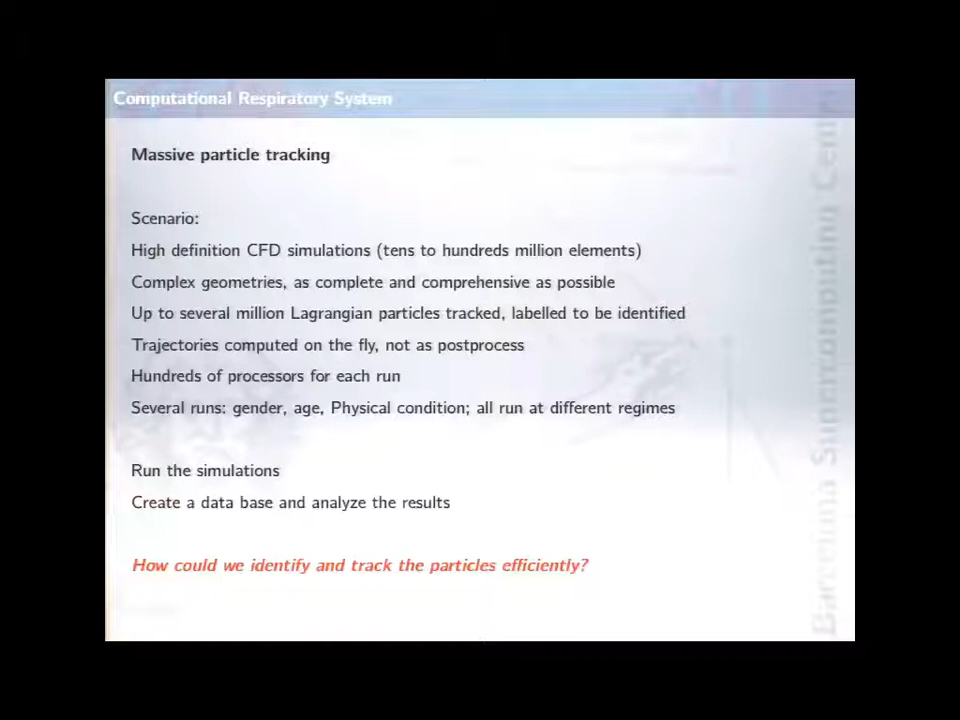 Computational Respiratory System
Massive particle tracking
Scenario:
High definition CFD simulations (tens to hundreds million elements)
Complex geometries, as complete and comprehensive as possible
Up to several million Lagrangian particles tracked, labelled to be identified
Trajectories computed on the fly, not as postprocess
Hundreds of processors for each run
Several runs: gender, age, Physical condition; all run at different regimes
Run the simulations
Create a data base and analyze the results
How could we identify and track the particles efficiently?
Barcelona Supercomputing Center